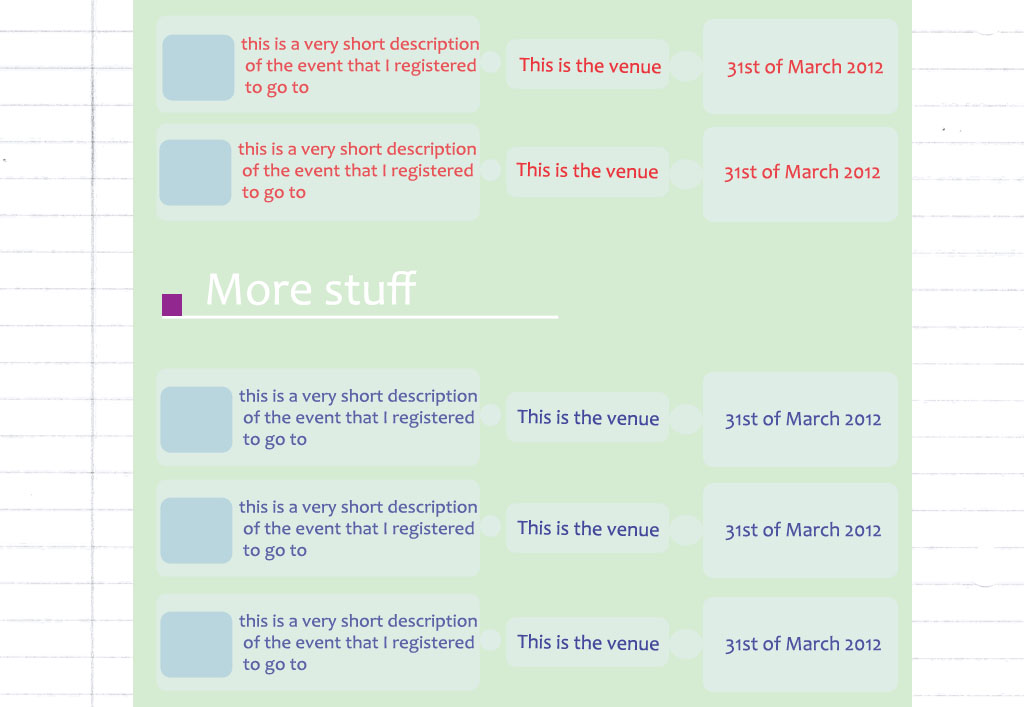 this is a very short description
of the event that I registered
to go to
This is the venue
31st of March 2012
this is a very short description
of the event that I registered
to go to
This is the venue
31st of March 2012
More stuff
this is a very short description
of the event that I registered
to go to
This is the venue
31st of March 2012
this is a very short description
of the event that I registered
to go to
This is the venue
31st of March 2012
this is a very short description
of the event that I registered
to go to
This is the venue
31st of March 2012